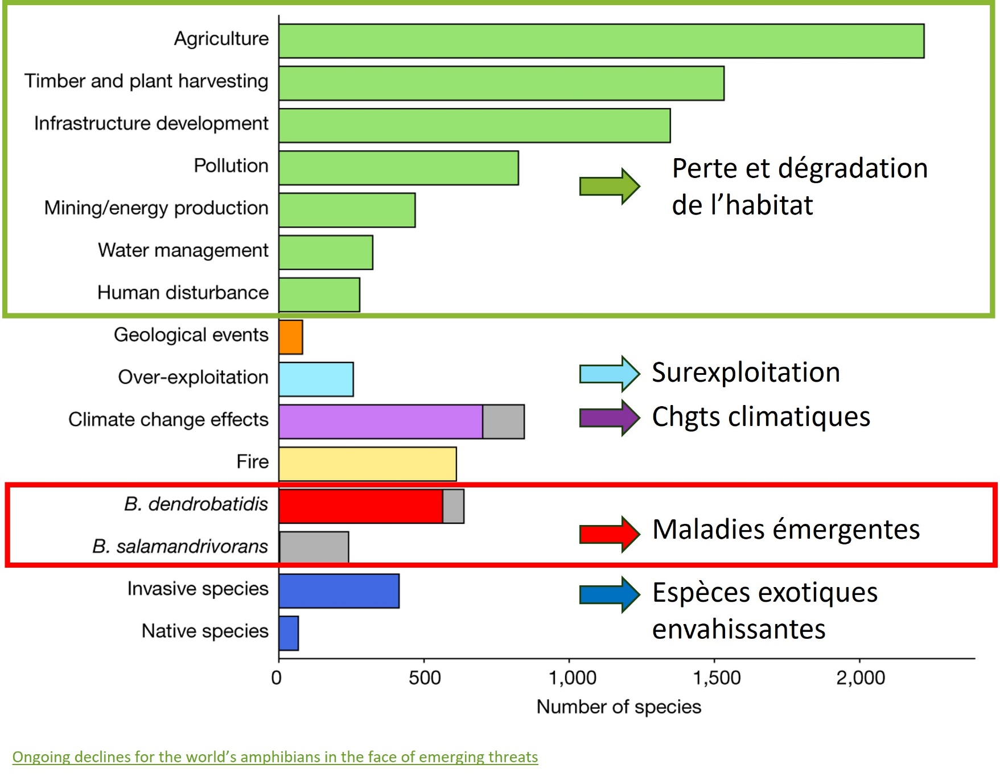 Agriculture
Timber and plant harvesting
Infrastructure development
Pollution
Mining/energy production
Water management
Human disturbance
Perte et dégradation
de l’habitat
Geological events
Over-exploitation
Climate change effects
Fire
Surexploitation
Chgts climatiques
B. dendrobatidis
B. salamandrivorans
Maladies émergentes
Invasive species
Native species
Espèces exotiques
envahissantes
0 500 1,000 1,500 2,000
Number of species
Ongoing declines for the world’s amphibians in the face of emerging threats